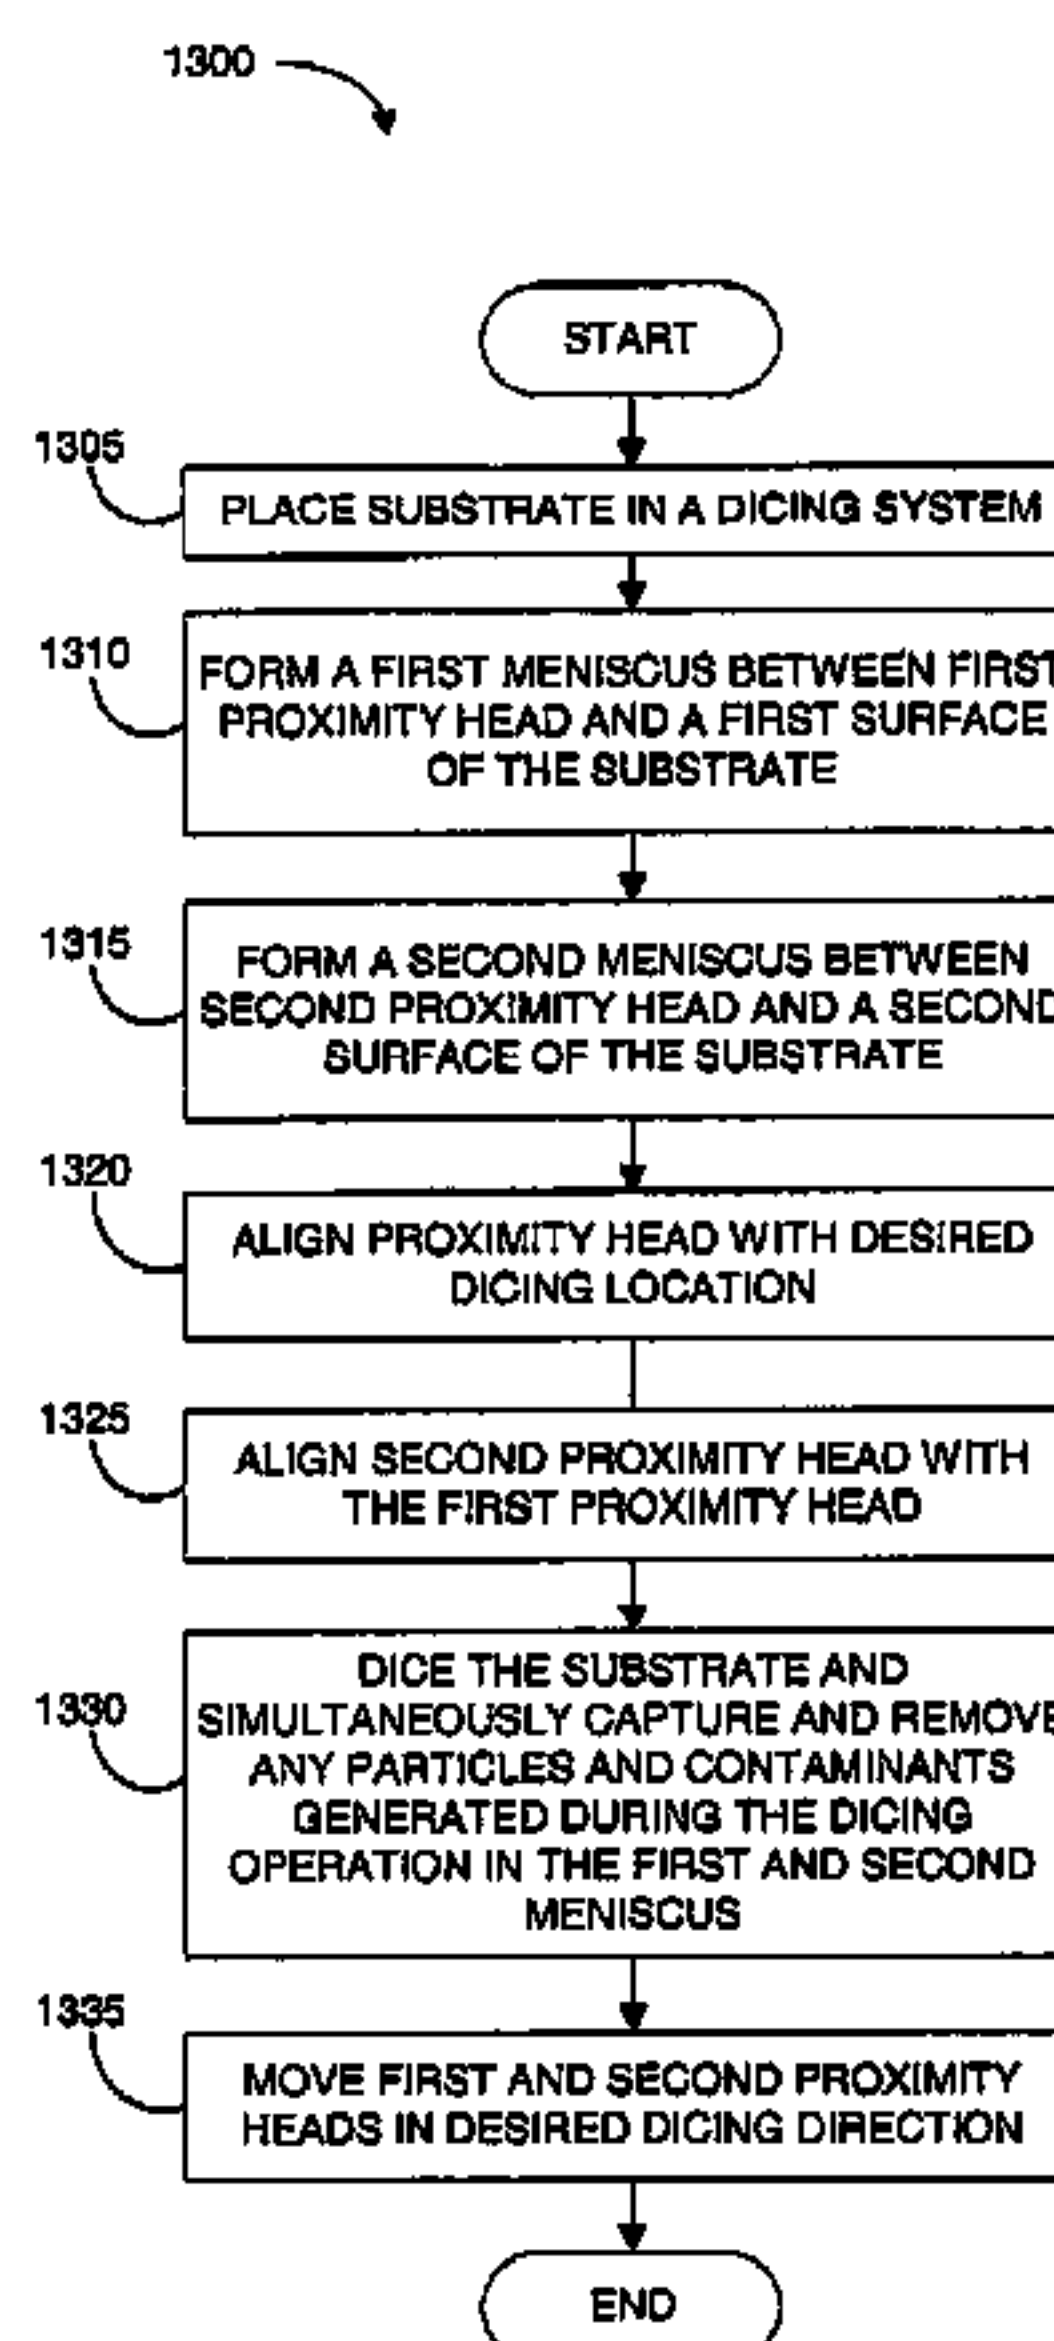 1300
START
1305
PLACE SUBSTRATE IN A DICING SYSTEM
1310
FORM A FIRST MENISCUS BETWEEN FIRST
PROXIMITY HEAD AND A FIRST SURFACE
OF THE SUBSTRATE
1315
FORM A SECOND MENISCUS BETWEEN
SECOND PROXIMITY HEAD AND A SECOND
SURFACE OF THE SUBSTRATE
1320
ALIGN PROXIMITY HEAD WITH DESIRED
DICING LOCATION
1325
ALIGN SECOND PROXIMITY HEAD WITH
THE FIRST PROXIMITY HEAD
1330
DICE THE SUBSTRATE AND
SIMULTANEOUSLY CAPTURE AND REMOVE
ANY PARTICLES AND CONTAMINANTS
GENERATED DURING THE DICING
OPERATION IN THE FIRST AND SECOND
MENISCUS
1335
MOVE FIRST AND SECOND PROXIMITY
HEADS IN DESIRED DICING DIRECTION
END